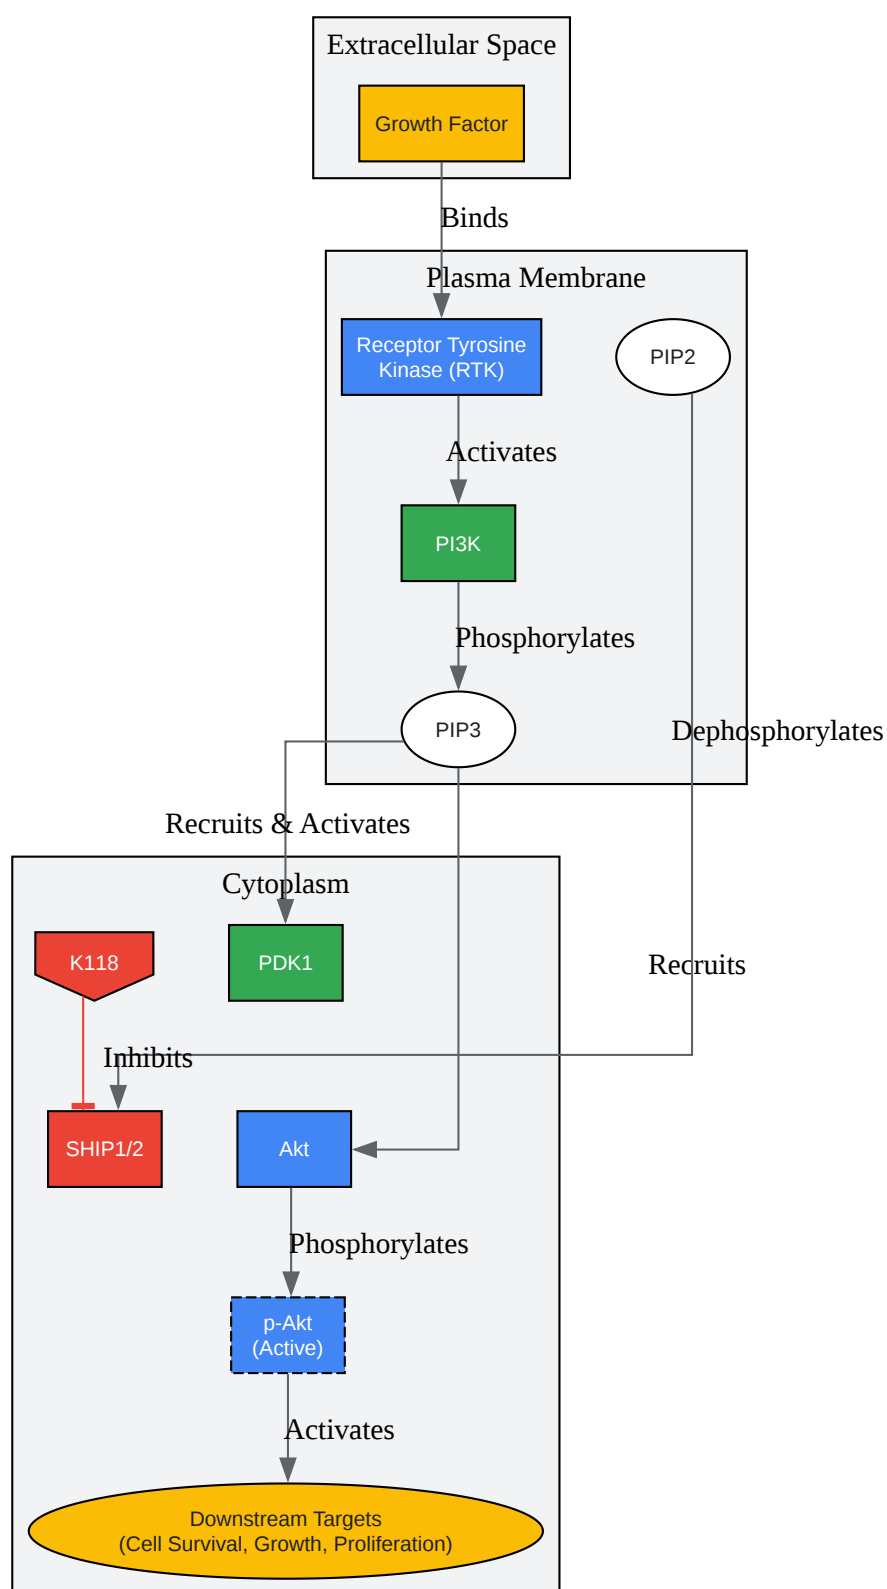 Extracellular Space
Growth Factor
Binds
Plasma Membrane
Receptor Tyrosine
Kinase (RTK)
PIP2
Activates
PI3K
Phosphorylates
PIP3
Dephosphorylates
Recruits & Activates
Cytoplasm
K118
PDK1
Recruits
Inhibits
SHIP1/2
Akt
Phosphorylates
p-Akt
(Active)
Activates
Downstream Targets
(Cell Survival, Growth, Proliferation)